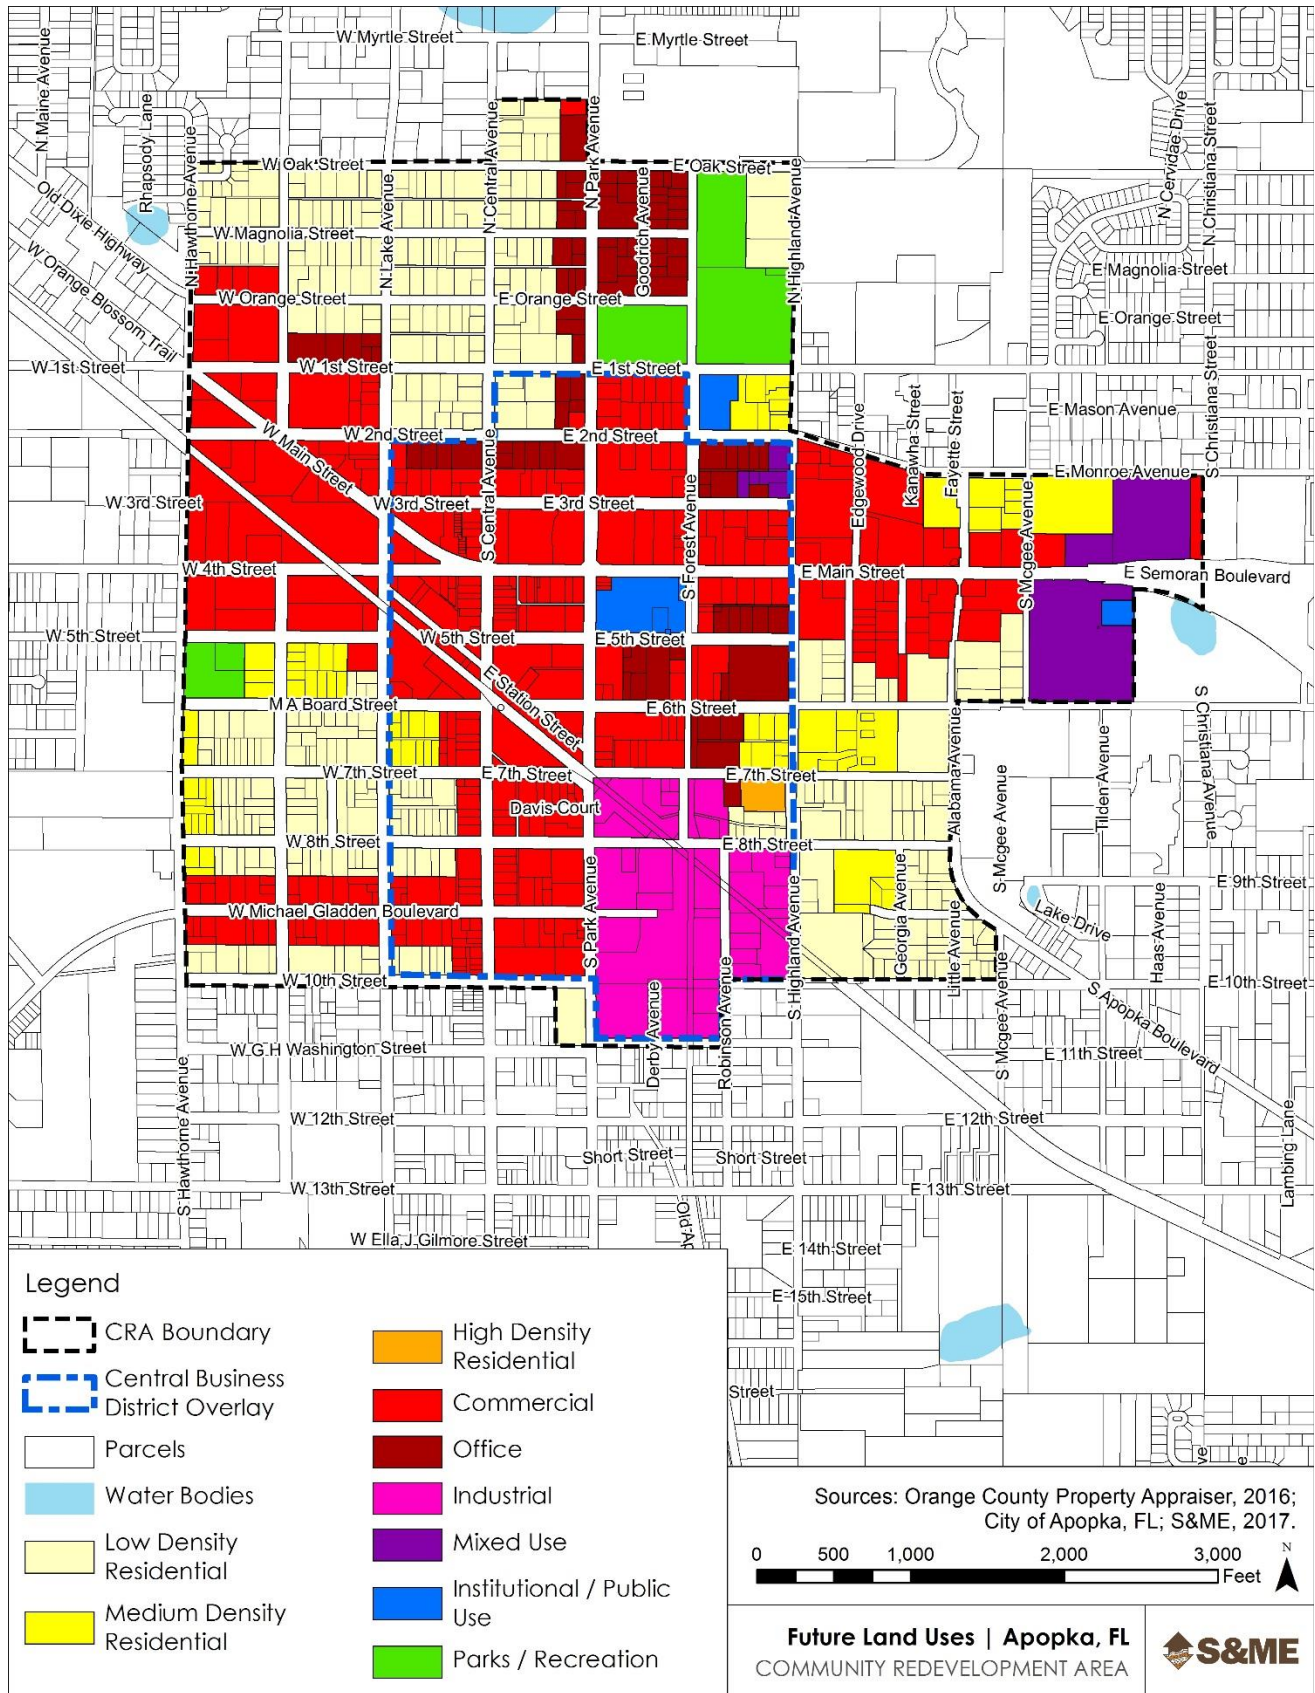 W Myrtle Street
E Myrtle Street
N Maine Avenue
Rhapsody Lane
N Hawthorne Avenue
N Lake Avenue
N Central Avenue
N Park Avenue
Goodrich Avenue
N Highland Avenue
N Cervidae Drive
N Christiana Street
W Oak Street
E Oak Street
Old Dixie Highway
W Orange Blossom Trail
W Magnolia Street
E Magnolia Street
W Orange Street
E Orange Street
E Orange Street
W 1st Street
W 1st Street
E 1st Street
S Christiana Street
E Mason Avenue
W Main Street
W 2nd Street
E 2nd Street
Edgewood Drive
Kanawha Street
Fayette Street
E Monroe Avenue
W 3rd Street
W 3rd Street
E 3rd Street
S Central Avenue
S Forest Avenue
S Mcgee Avenue
W 4th Street
E Main Street
E Semoran Boulevard
W 5th Street
W 5th Street
E 5th Street
E Station Street
M A Board Street
E 6th Street
S Christiana Avenue
Alabama Avenue
S Mcgee Avenue
Tilden Avenue
W 7th Street
E 7th Street
E 7th Street
Davis Court
W 8th Street
E 8th Street
S Park Avenue
S Highland Avenue
Georgia Avenue
Little Avenue
E 9th Street
Lake Drive
Haas Avenue
W Michael Gladden Boulevard
W 10th Street
E 10th Street
S Hawthorne Avenue
Derby Avenue
Robinson Avenue
S Mcgee Avenue
S Apopka Boulevard
W G H Washington Street
E 11th Street
W 12th Street
E 12th Street
Lambing Lane
Short Street
Short Street
W 13th Street
E 13th Street
Old Ap
W Ella J Gilmore Street
E 14th Street
E 15th Street
Street
ve
e
Legend
CRA Boundary
Central Business
District Overlay
Parcels
Water Bodies
Low Density
Residential
Medium Density
Residential
High Density
Residential
Commercial
Office
Industrial
Mixed Use
Institutional / Public
Use
Parks / Recreation
Sources: Orange County Property Appraiser, 2016;
City of Apopka, FL; S&ME, 2017.
0 500 1,000 2,000 3,000
Feet
N
Future Land Uses | Apopka, FL
COMMUNITY REDEVELOPMENT AREA
S&ME